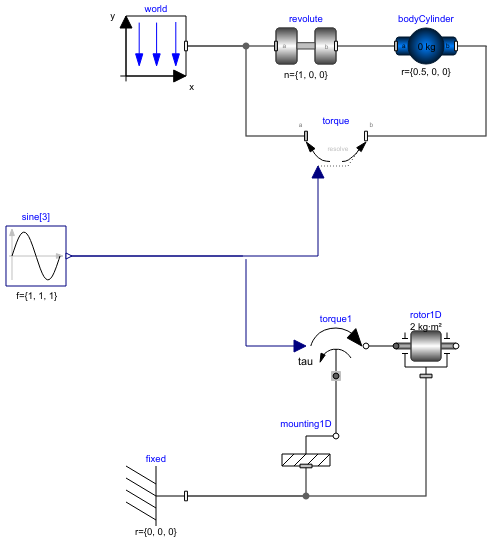 world
y
x
revolute
a
b
n={1, 0, 0}
bodyCylinder
a
0 kg
b
r={0.5, 0, 0}
torque
a
b
resolve
sine[3]
f={1, 1, 1}
torque1
tau
rotor1D
2 kg·m²
mounting1D
fixed
r={0, 0, 0}